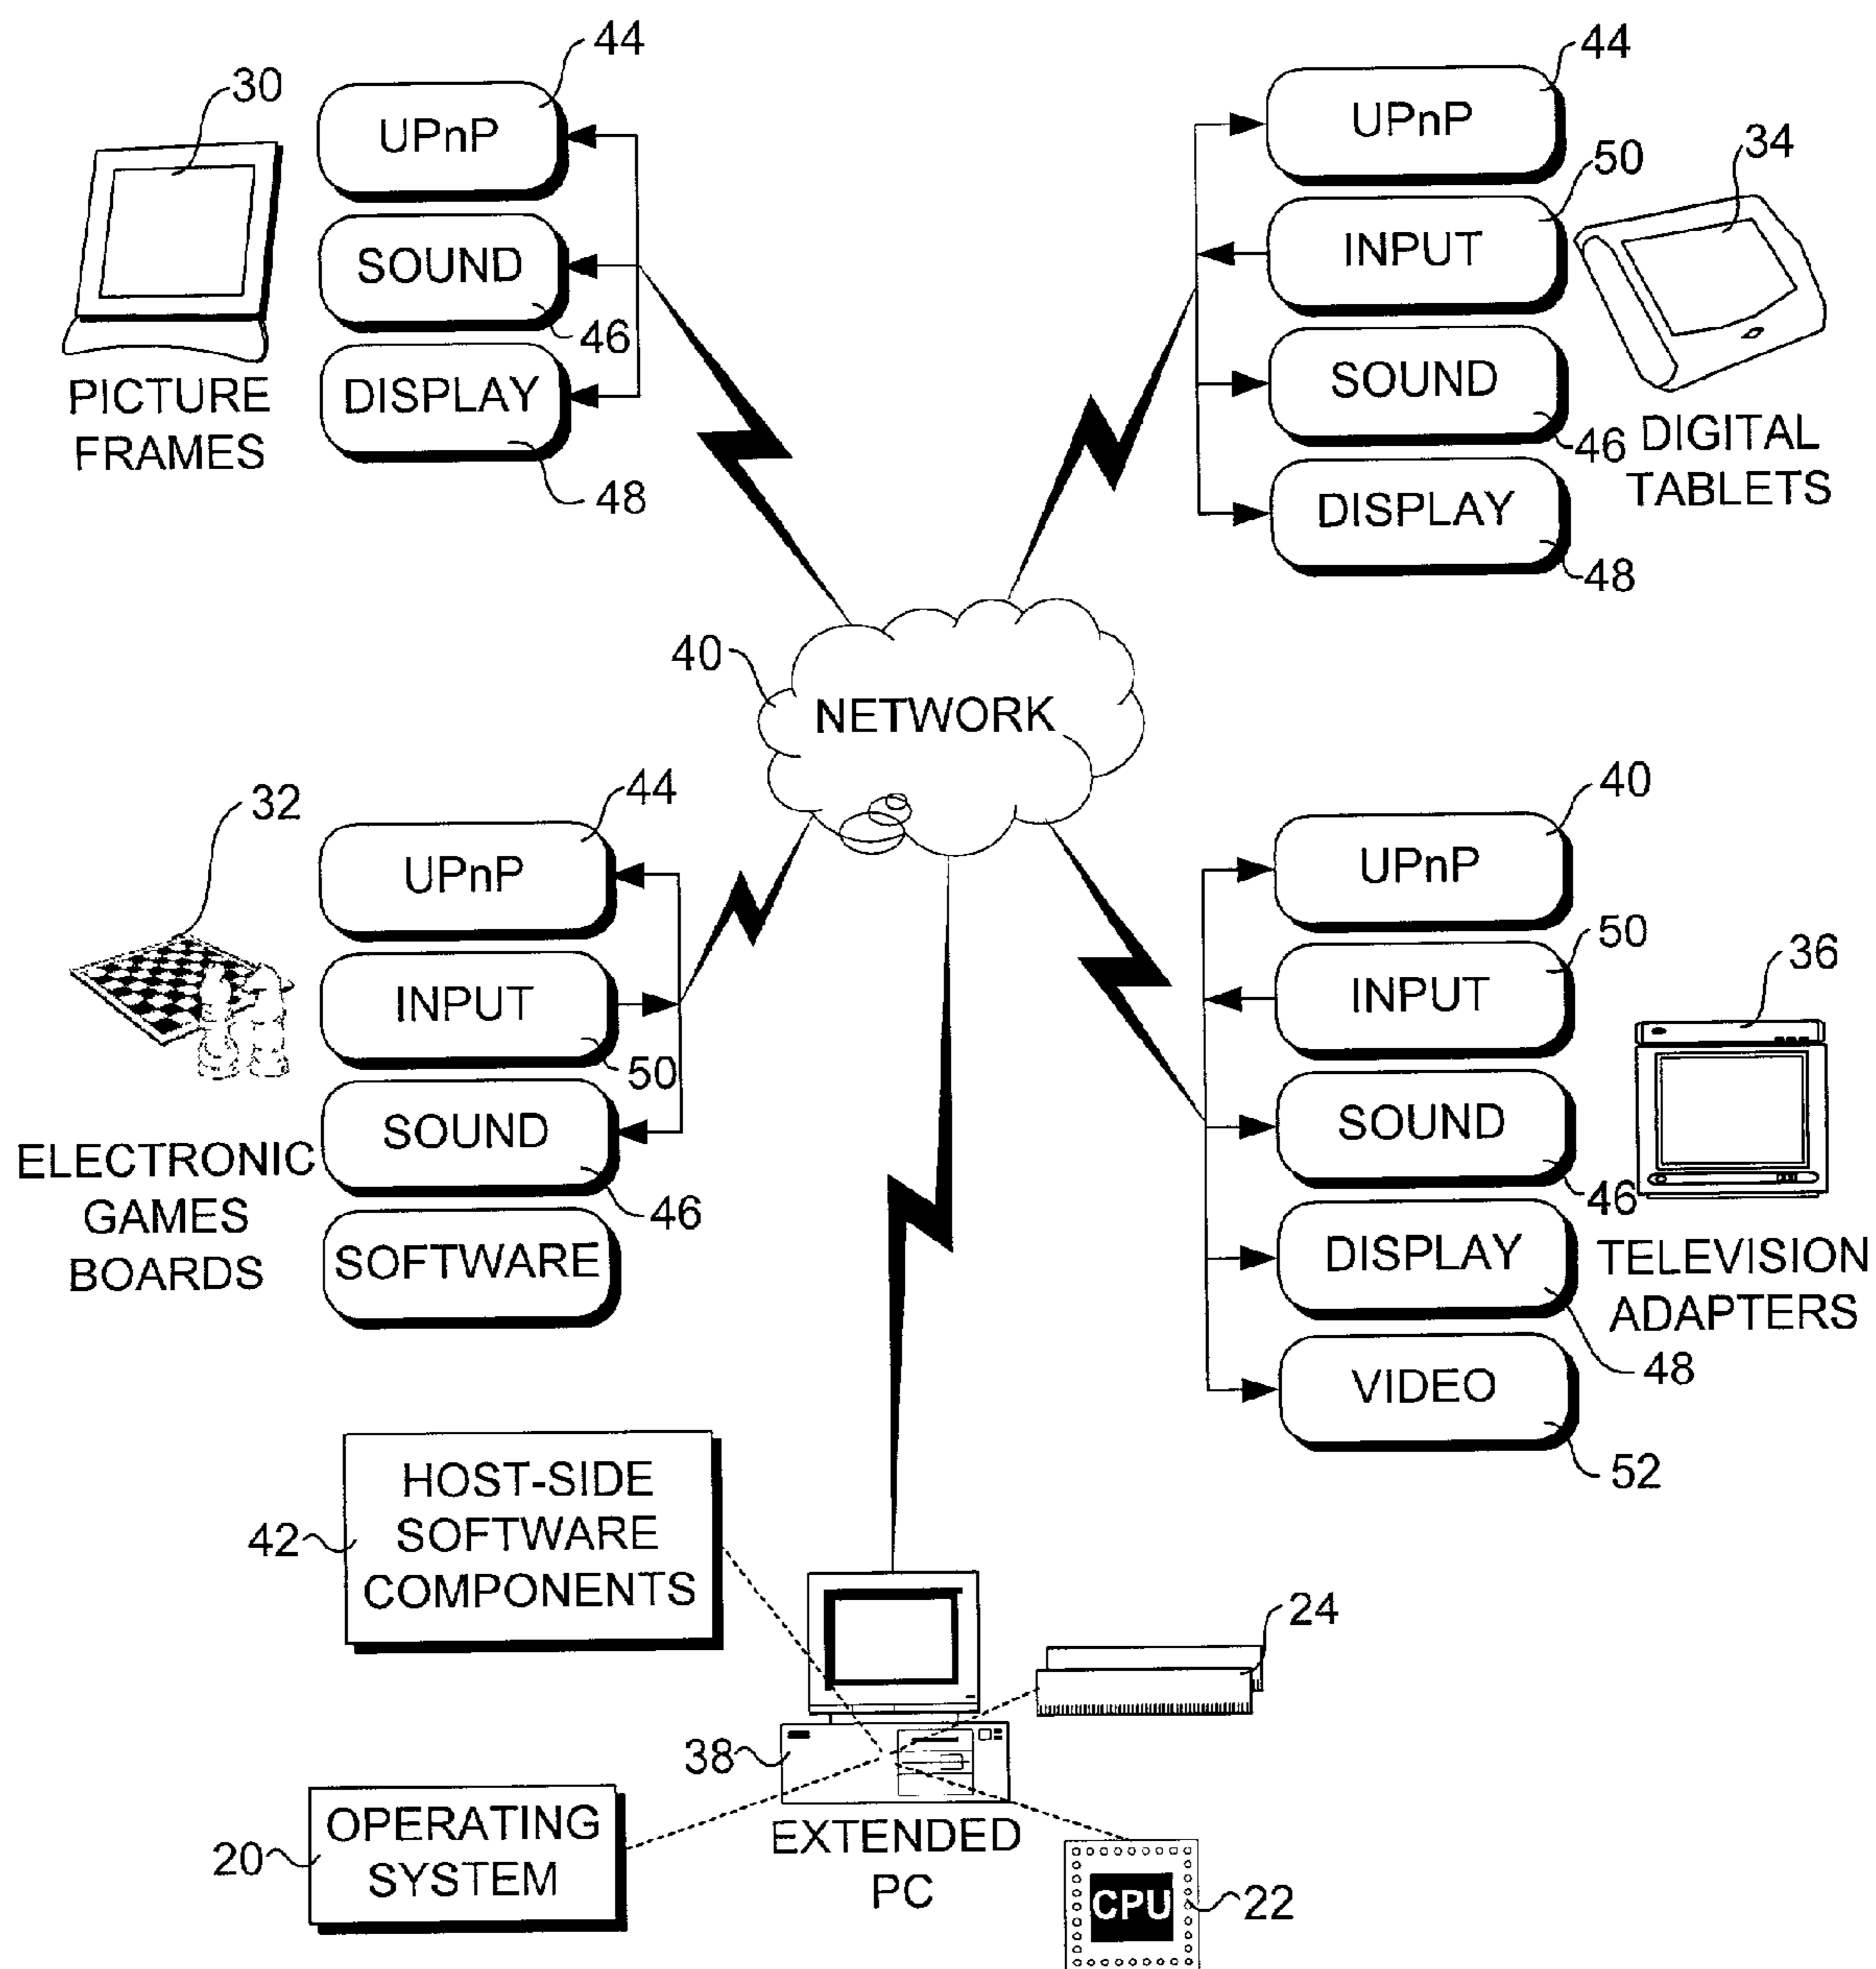 44
30
UPnP
SOUND
46
DISPLAY
48
PICTURE
FRAMES
44
UPnP
50
34
INPUT
SOUND
46
DIGITAL
TABLETS
DISPLAY
48
40
NETWORK
32
44
UPnP
INPUT
50
SOUND
46
SOFTWARE
ELECTRONIC
GAMES
BOARDS
40
UPnP
50
INPUT
36
SOUND
46
DISPLAY
48
TELEVISION
ADAPTERS
VIDEO
52
HOST-SIDE
SOFTWARE
COMPONENTS
42
24
38
EXTENDED
PC
OPERATING
SYSTEM
20
CPU
22